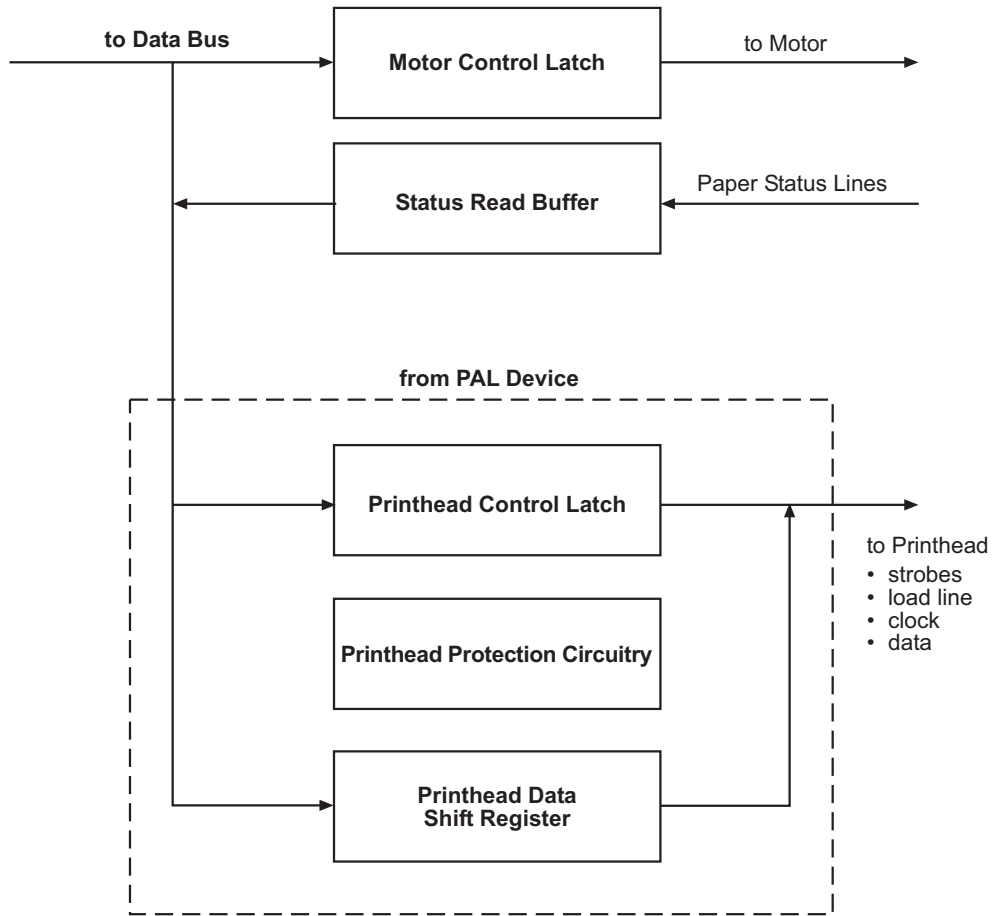 to Data Bus
Motor Control Latch
to Motor
Status Read Buffer
Paper Status Lines
from PAL Device
Printhead Control Latch
to Printhead
• strobes
• load line
• clock
• data
Printhead Protection Circuitry
Printhead Data
Shift Register